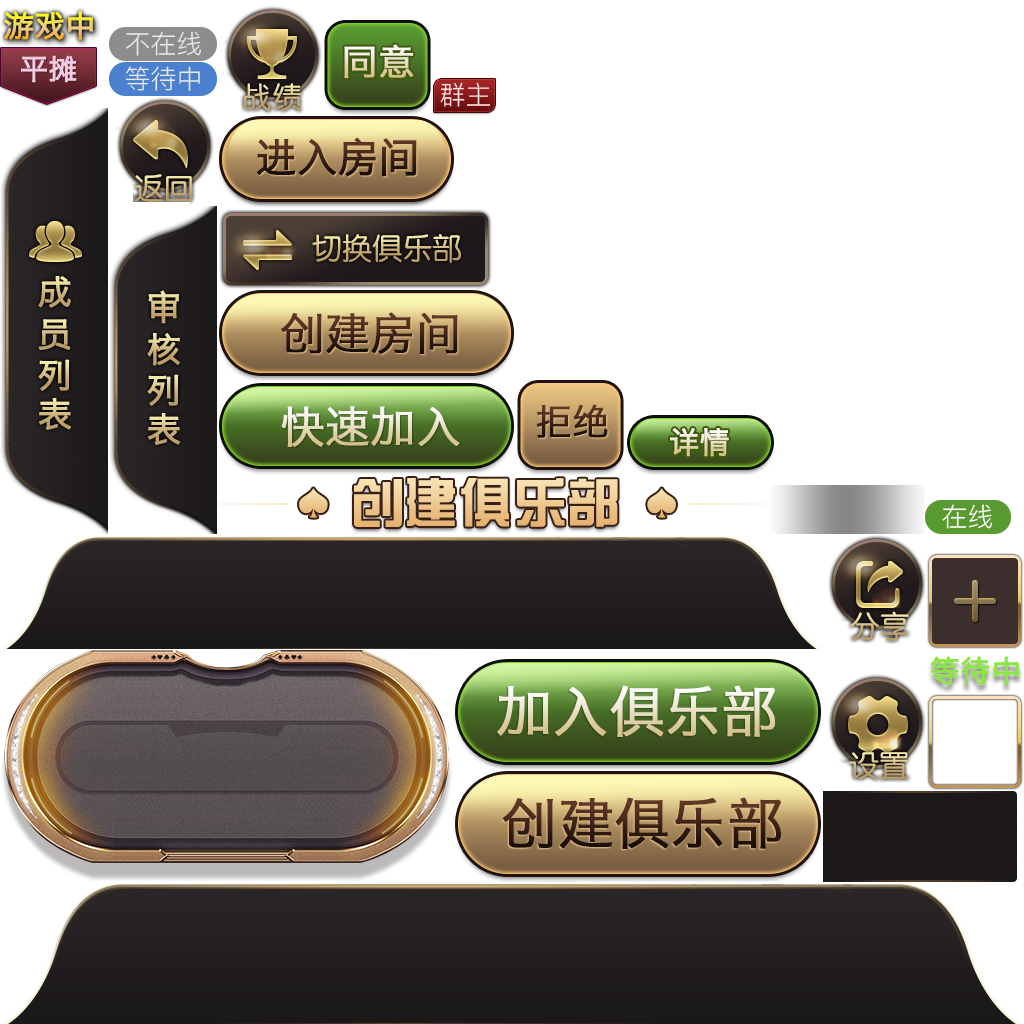 游戏中
平摊
不在线
等待中
战绩
同意
群主
返回
进入房间
成员列表
审核列表
切换俱乐部
创建房间
快速加入
拒绝
详情
创建俱乐部
在线
分享
等待中
加入俱乐部
设置
创建俱乐部